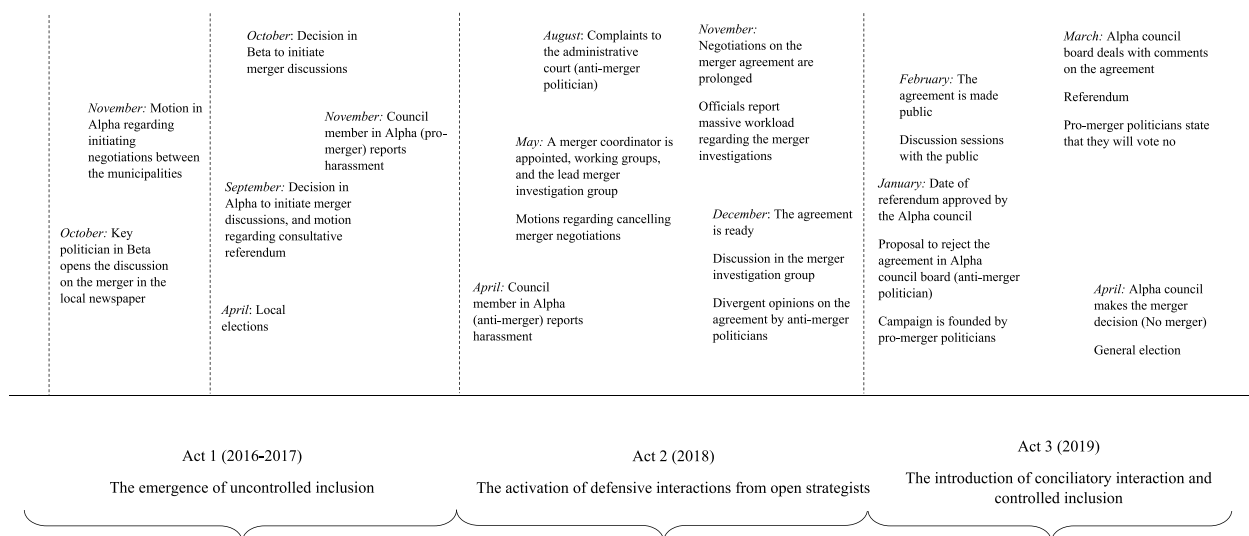 October: Key
politician in Beta
opens the discussion
on the merger in the
local newspaper
November: Motion in
Alpha regarding
initiating
negotiations between
the municipalities
April: Local
elections
September: Decision in
Alpha to initiate merger
discussions, and motion
regarding consultative
referendum
October: Decision in
Beta to initiate
merger discussions
November: Council
member in Alpha (pro-
merger) reports
harassment
April: Council
member in Alpha
(anti-merger) reports
harassment
May: A merger coordinator is
appointed, working groups,
and the lead merger
investigation group
Motions regarding cancelling
merger negotiations
August: Complaints to
the administrative
court (anti-merger
politician)
November:
Negotiations on the
merger agreement are
prolonged
Officials report
massive workload
regarding the merger
investigations
December: The agreement
is ready
Discussion in the merger
investigation group
Divergent opinions on the
agreement by anti-merger
politicians
January: Date of
referendum approved by
the Alpha council
Proposal to reject the
agreement in Alpha
council board (anti-merger
politician)
Campaign is founded by
pro-merger politicians
February: The
agreement is made
public
Discussion sessions
with the public
March: Alpha council
board deals with comments
on the agreement
Referendum
Pro-merger politicians state
that they will vote no
April: Alpha council
makes the merger
decision (No merger)
General election
Act 1 (2016-2017)
The emergence of uncontrolled inclusion
Act 2 (2018)
The activation of defensive interactions from open strategists
Act 3 (2019)
The introduction of conciliatory interaction and
controlled inclusion